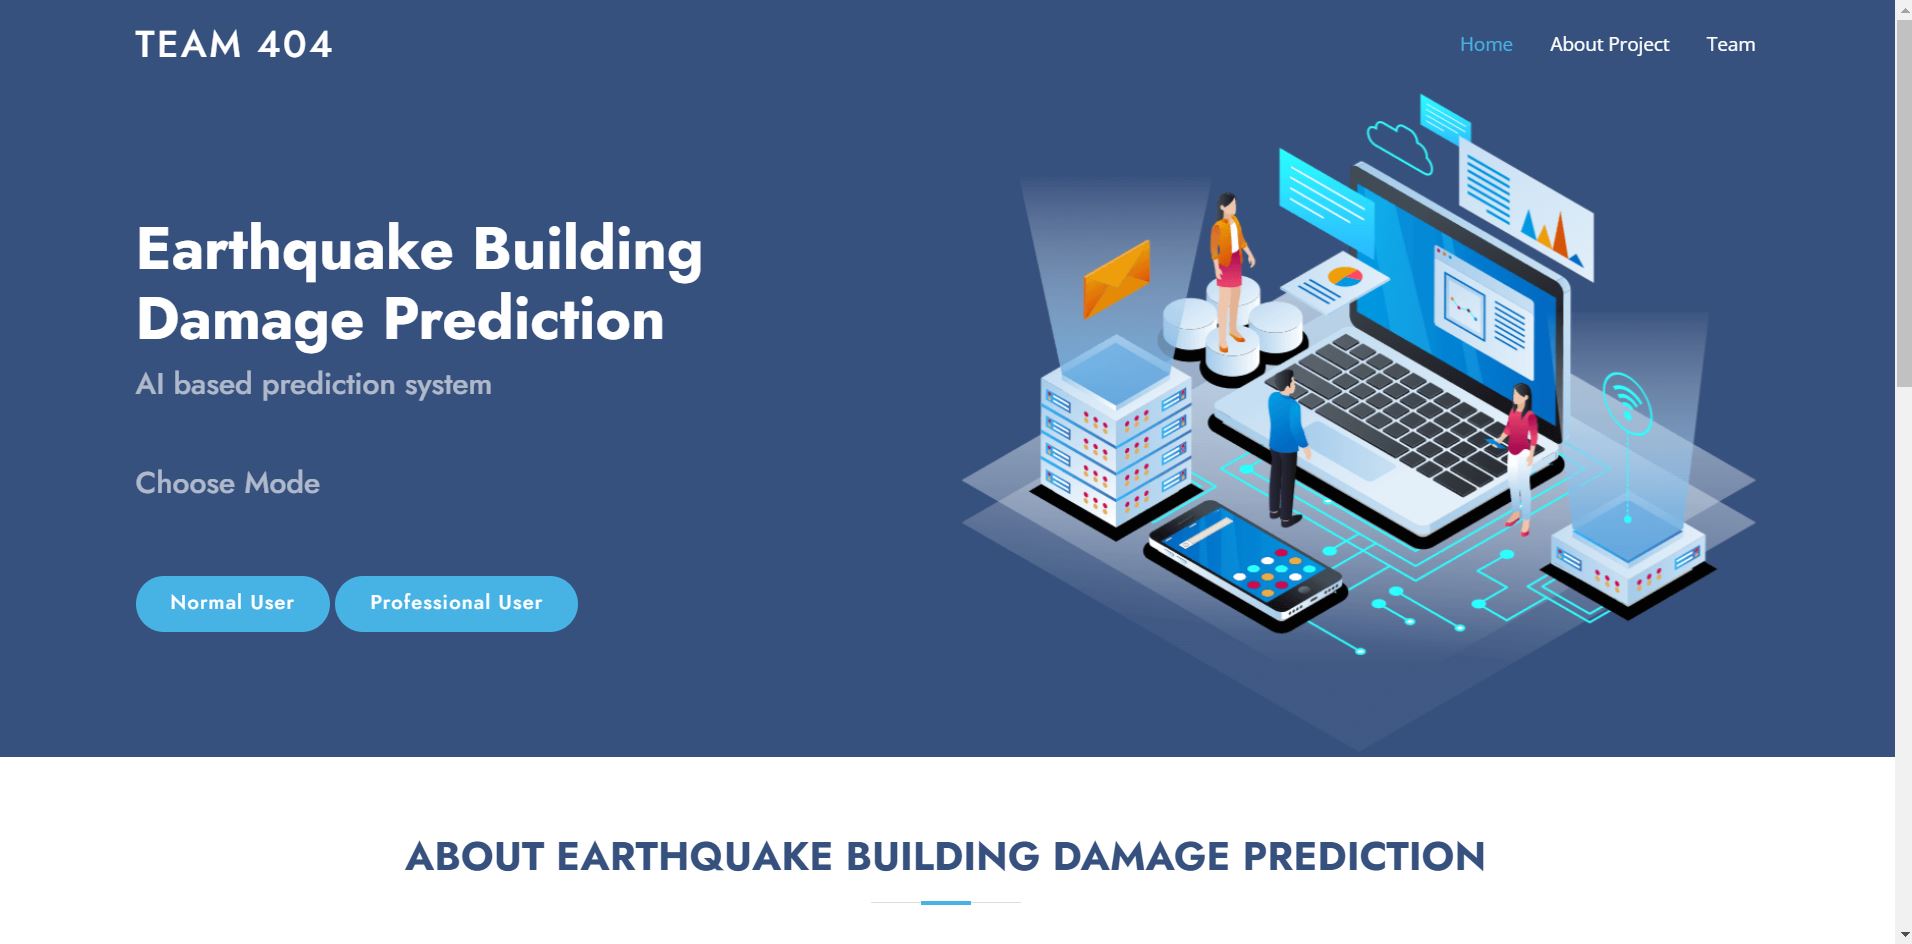 TEAM 404
Home
About Project
Team
Earthquake Building
Damage Prediction
AI based prediction system
Choose Mode
Normal User
Professional User
ABOUT EARTHQUAKE BUILDING DAMAGE PREDICTION